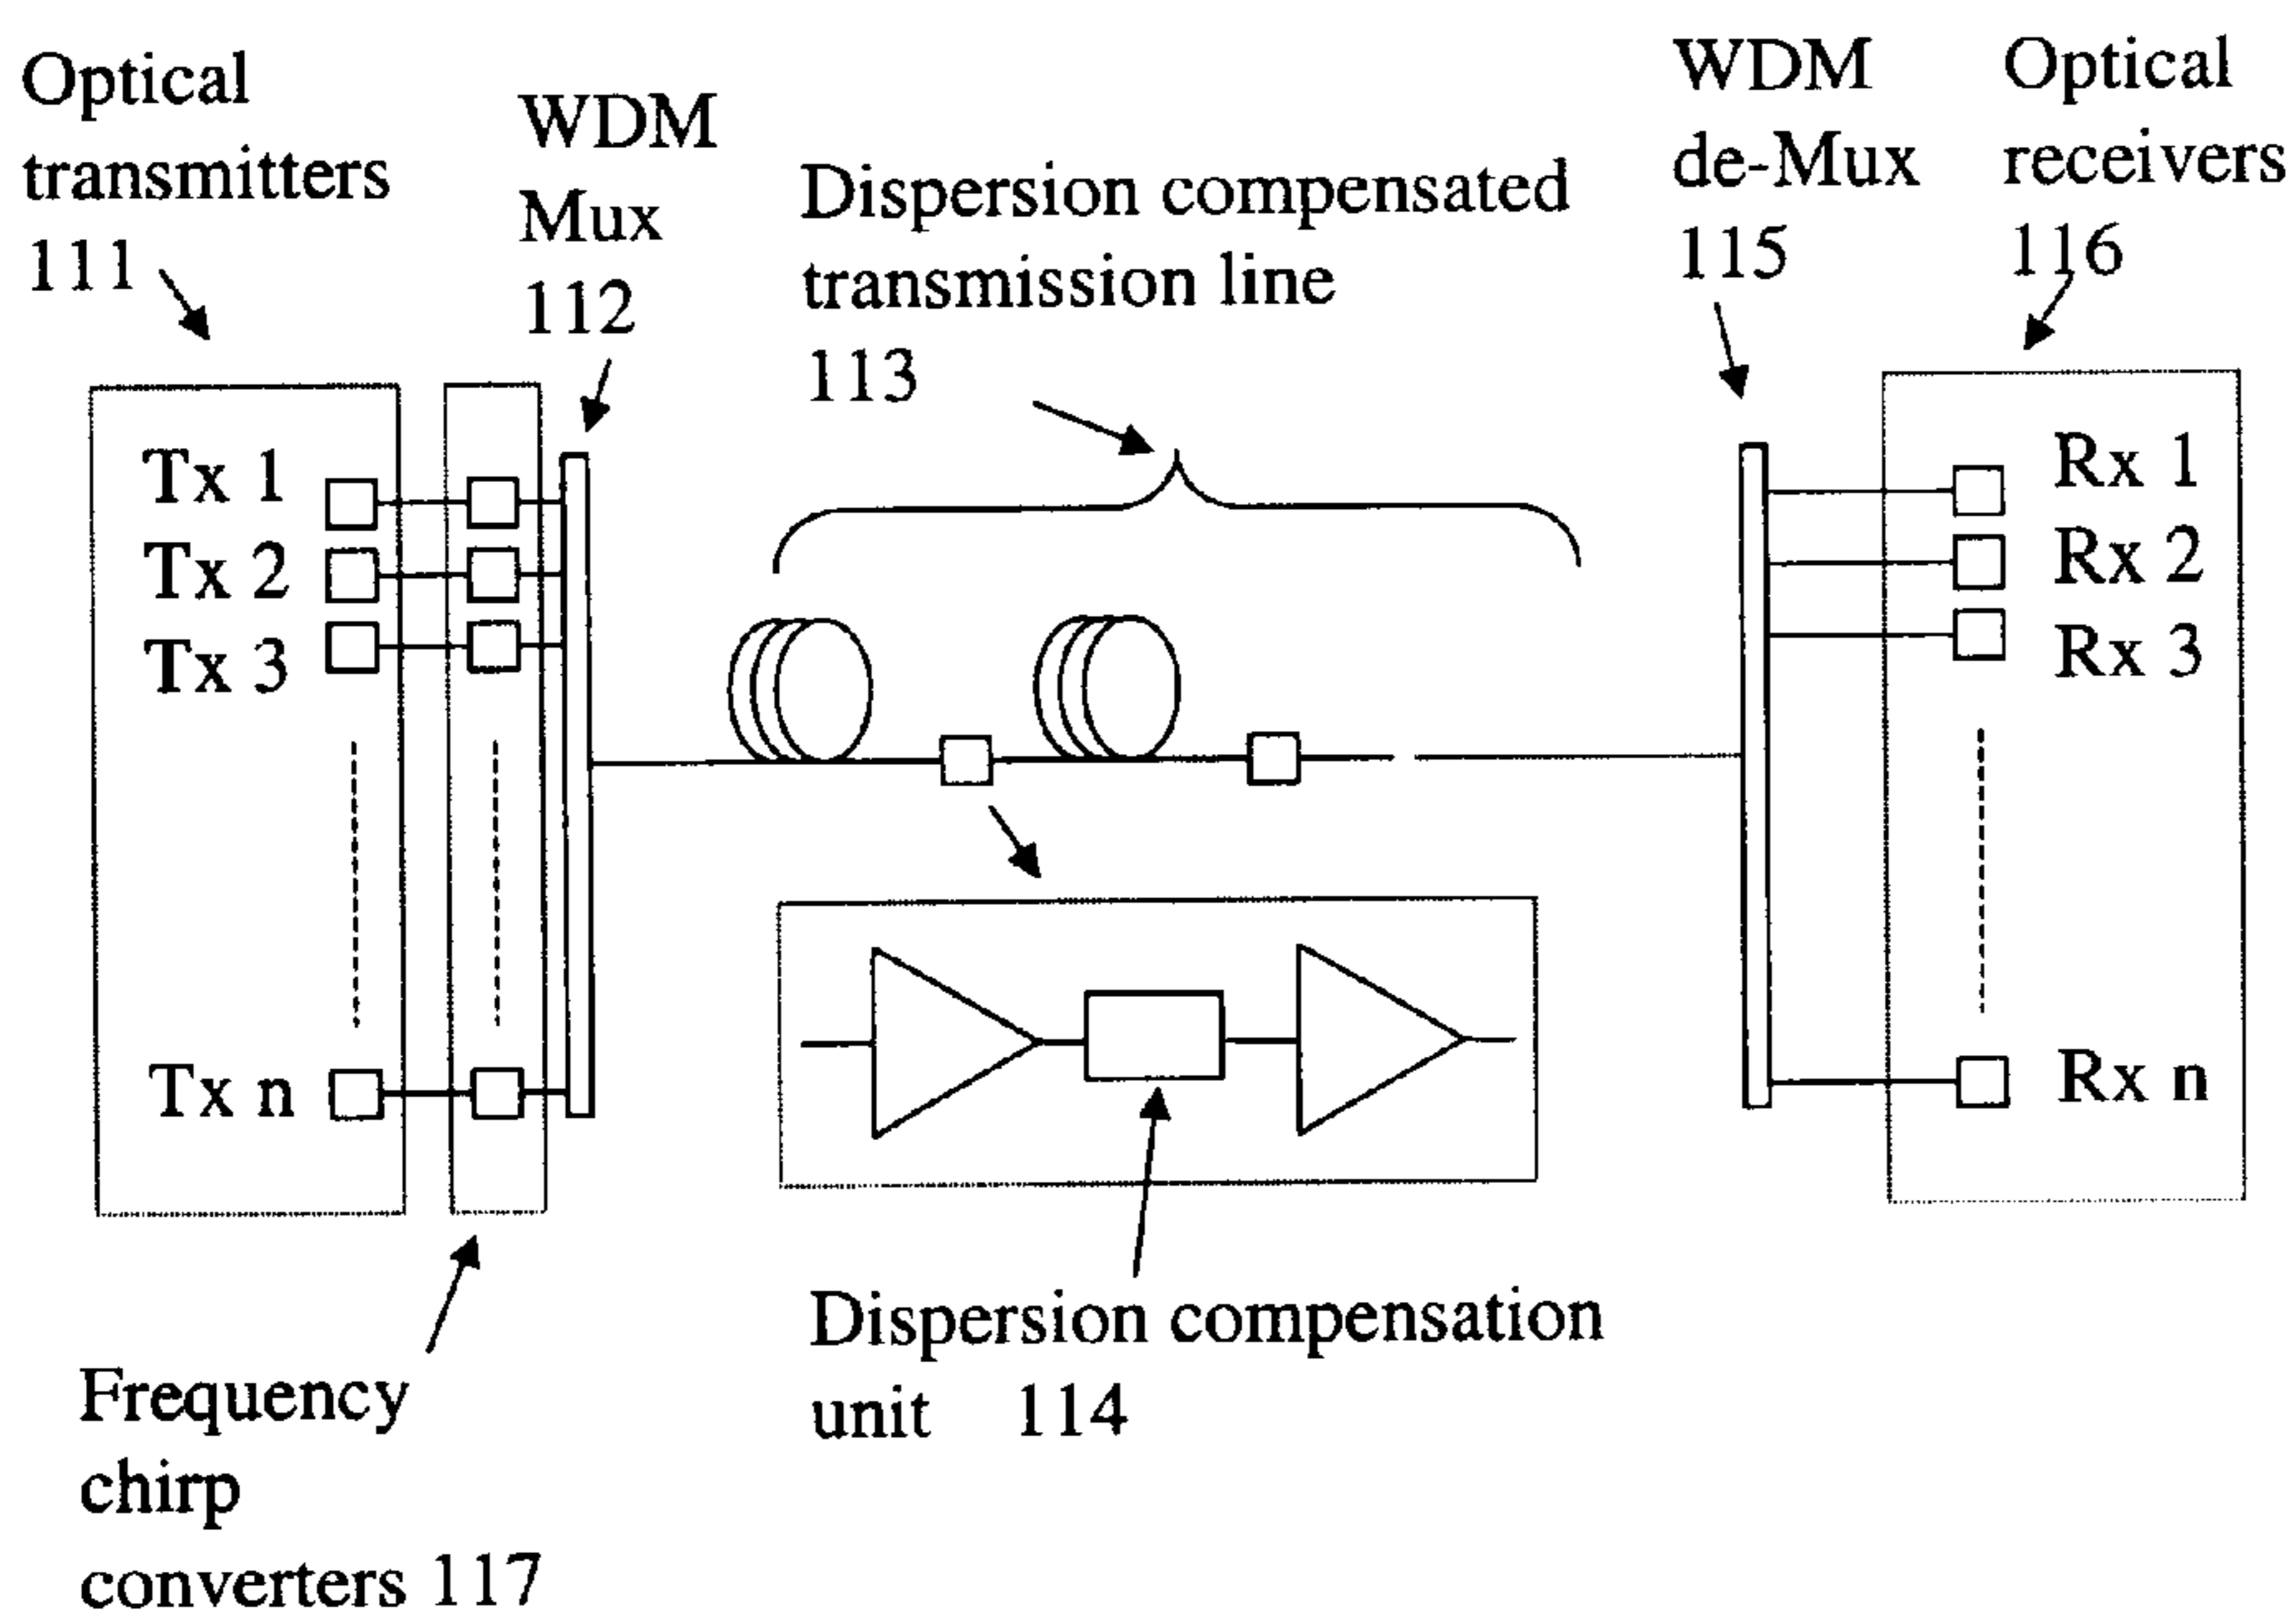 Optical
transmitters
111
WDM
Mux
112
Dispersion compensated
transmission line
113
WDM
de-Mux
115
Optical
receivers
116
Tx 1
Tx 2
Tx 3
Tx n
Rx 1
Rx 2
Rx 3
Rx n
Dispersion compensation
unit 114
Frequency
chirp
converters 117